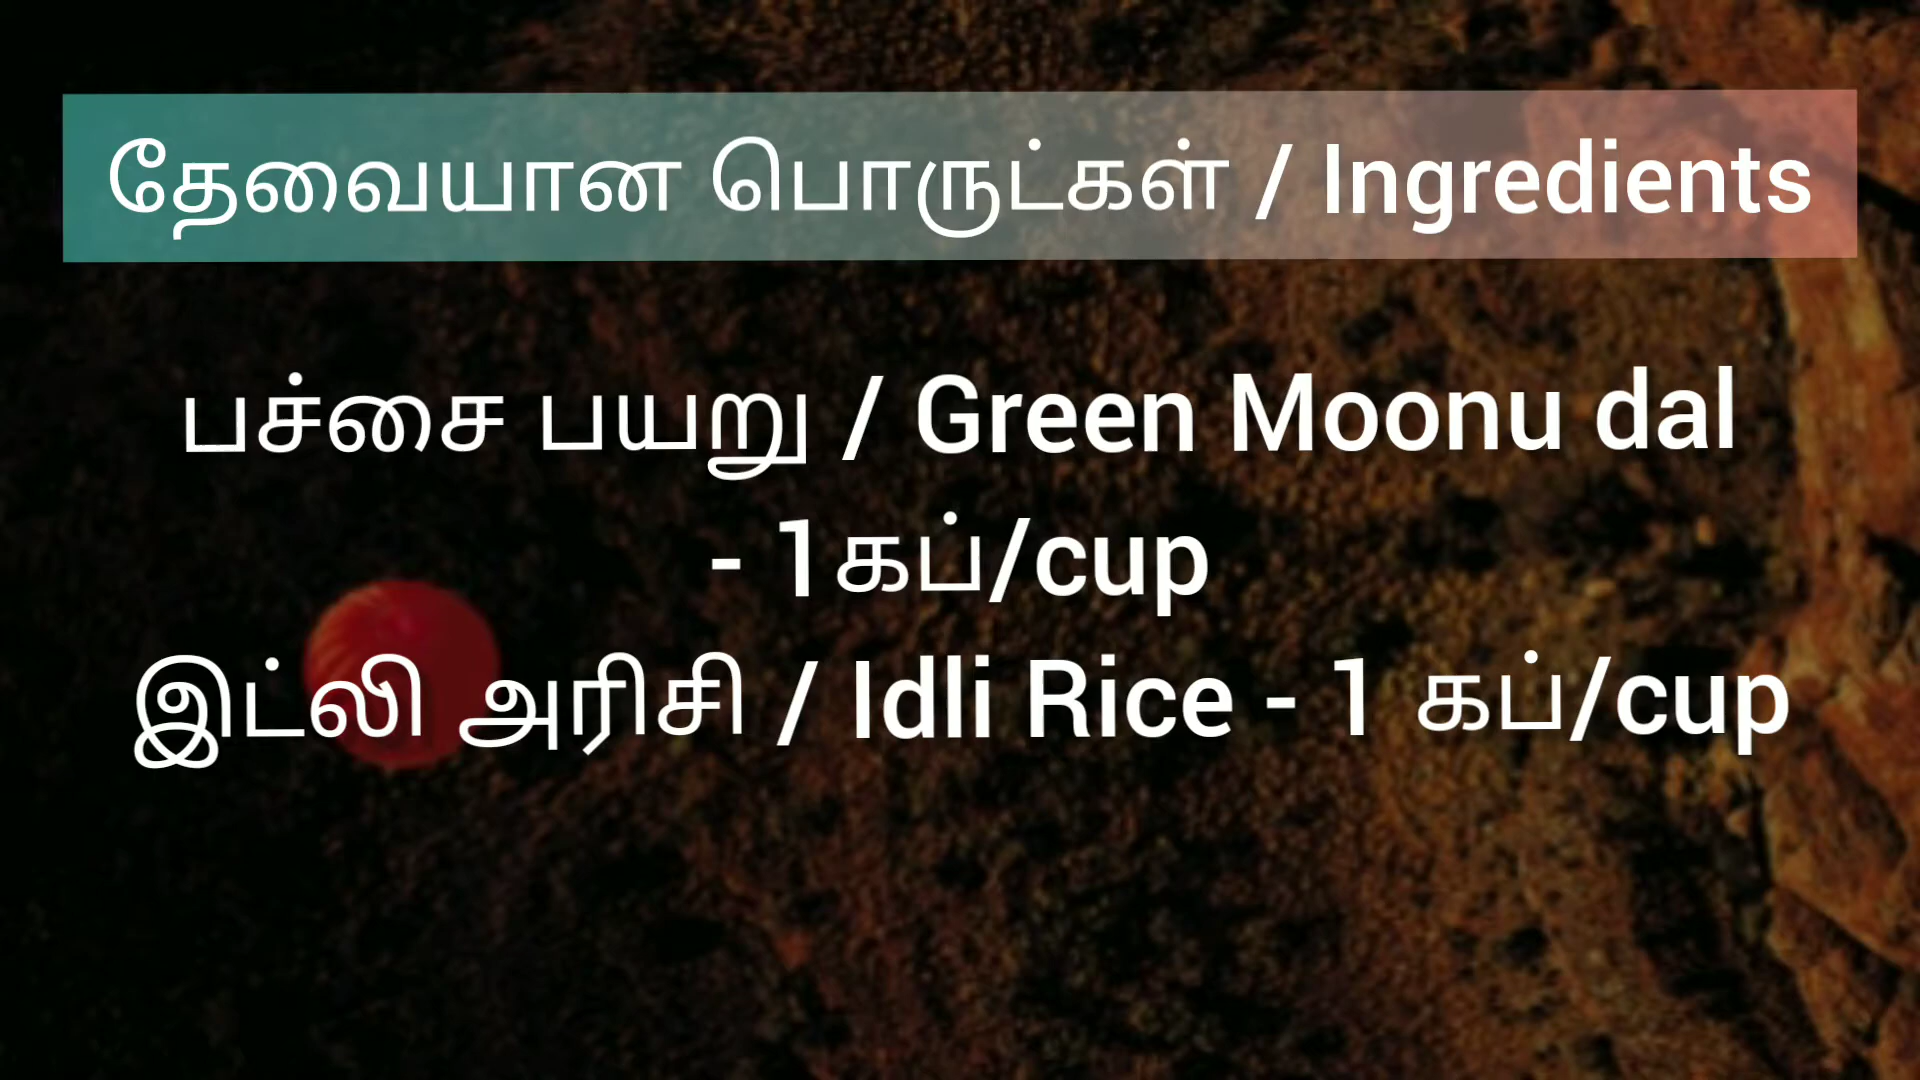 தேவையான பொருட்கள் / Ingredients
பச்சை பயறு / Green Moonu dal
- 1கப்/cup
இட்லி அரிசி / Idli Rice - 1 கப்/cup